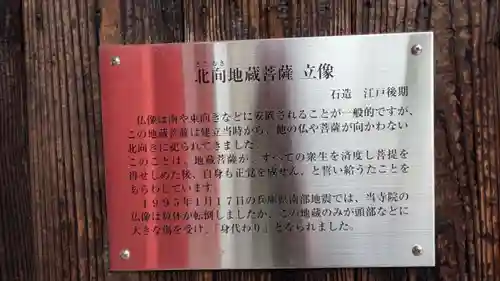 きたむき
北向地蔵菩薩 立像
石造 江戸後期
仏像は南や東向きなどに安置されることが一般的ですが、
この地蔵菩薩は建立当時から、他の仏や菩薩が向かわない
北向きに祀られてきました
このことは、地蔵菩薩が、すべての衆生を済度し菩提を
得せしめた後、自身も正覚を成せん、と誓い給うたことを
もあらわしています
1995年1月17日の兵庫県南部地震では、当寺院の
仏像は数体が転倒しましたが、この地蔵のみが頭部などに
大きな傷を受け、「身代わり」となられました。